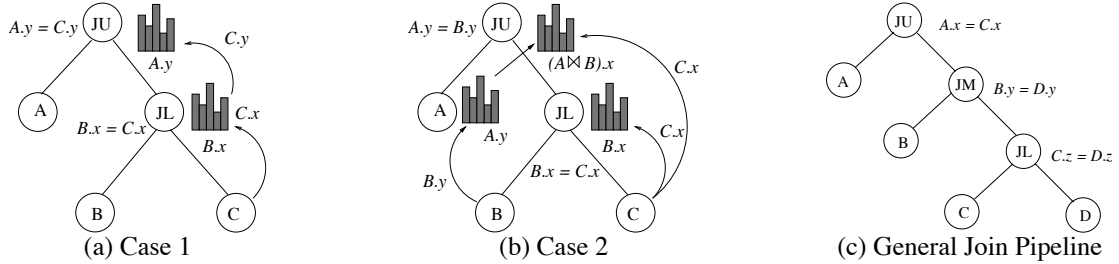 JU
A.y = C.y
C.y
A.y
A
JL
C.x
B.x = C.x
B.x
B
C
(a) Case 1
JU
A.y = B.y
(A⋈B).x
C.x
A
A.y
JL
B.x
C.x
B.y
B.x = C.x
B
C
(b) Case 2
JU
A.x = C.x
A
JM
B.y = D.y
B
JL
C.z = D.z
C
D
(c) General Join Pipeline